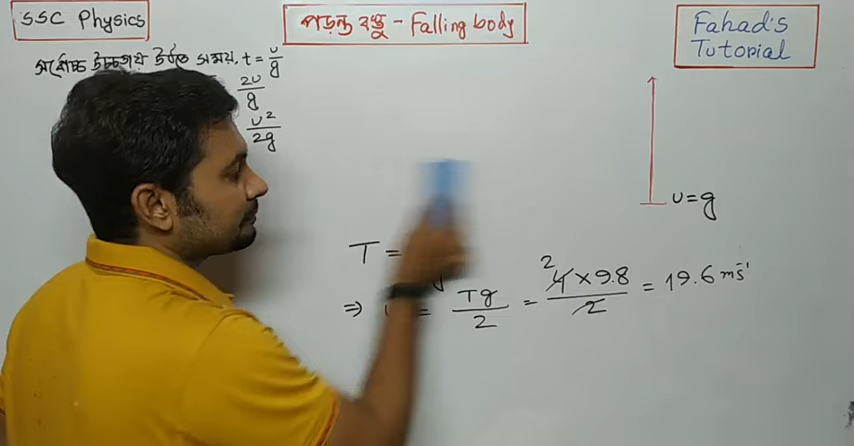 SSC Physics
পড়ন্ত বস্তু - Falling body
Fahad's
Tutorial
সর্বোচ্চ উচ্চতায় উঠতে সময়, t = u/g
2u/g
u²/2g
u = g
T =
⇒ = Tg/2 = 4 × 9.8/2 = 19.6 ms⁻¹
2